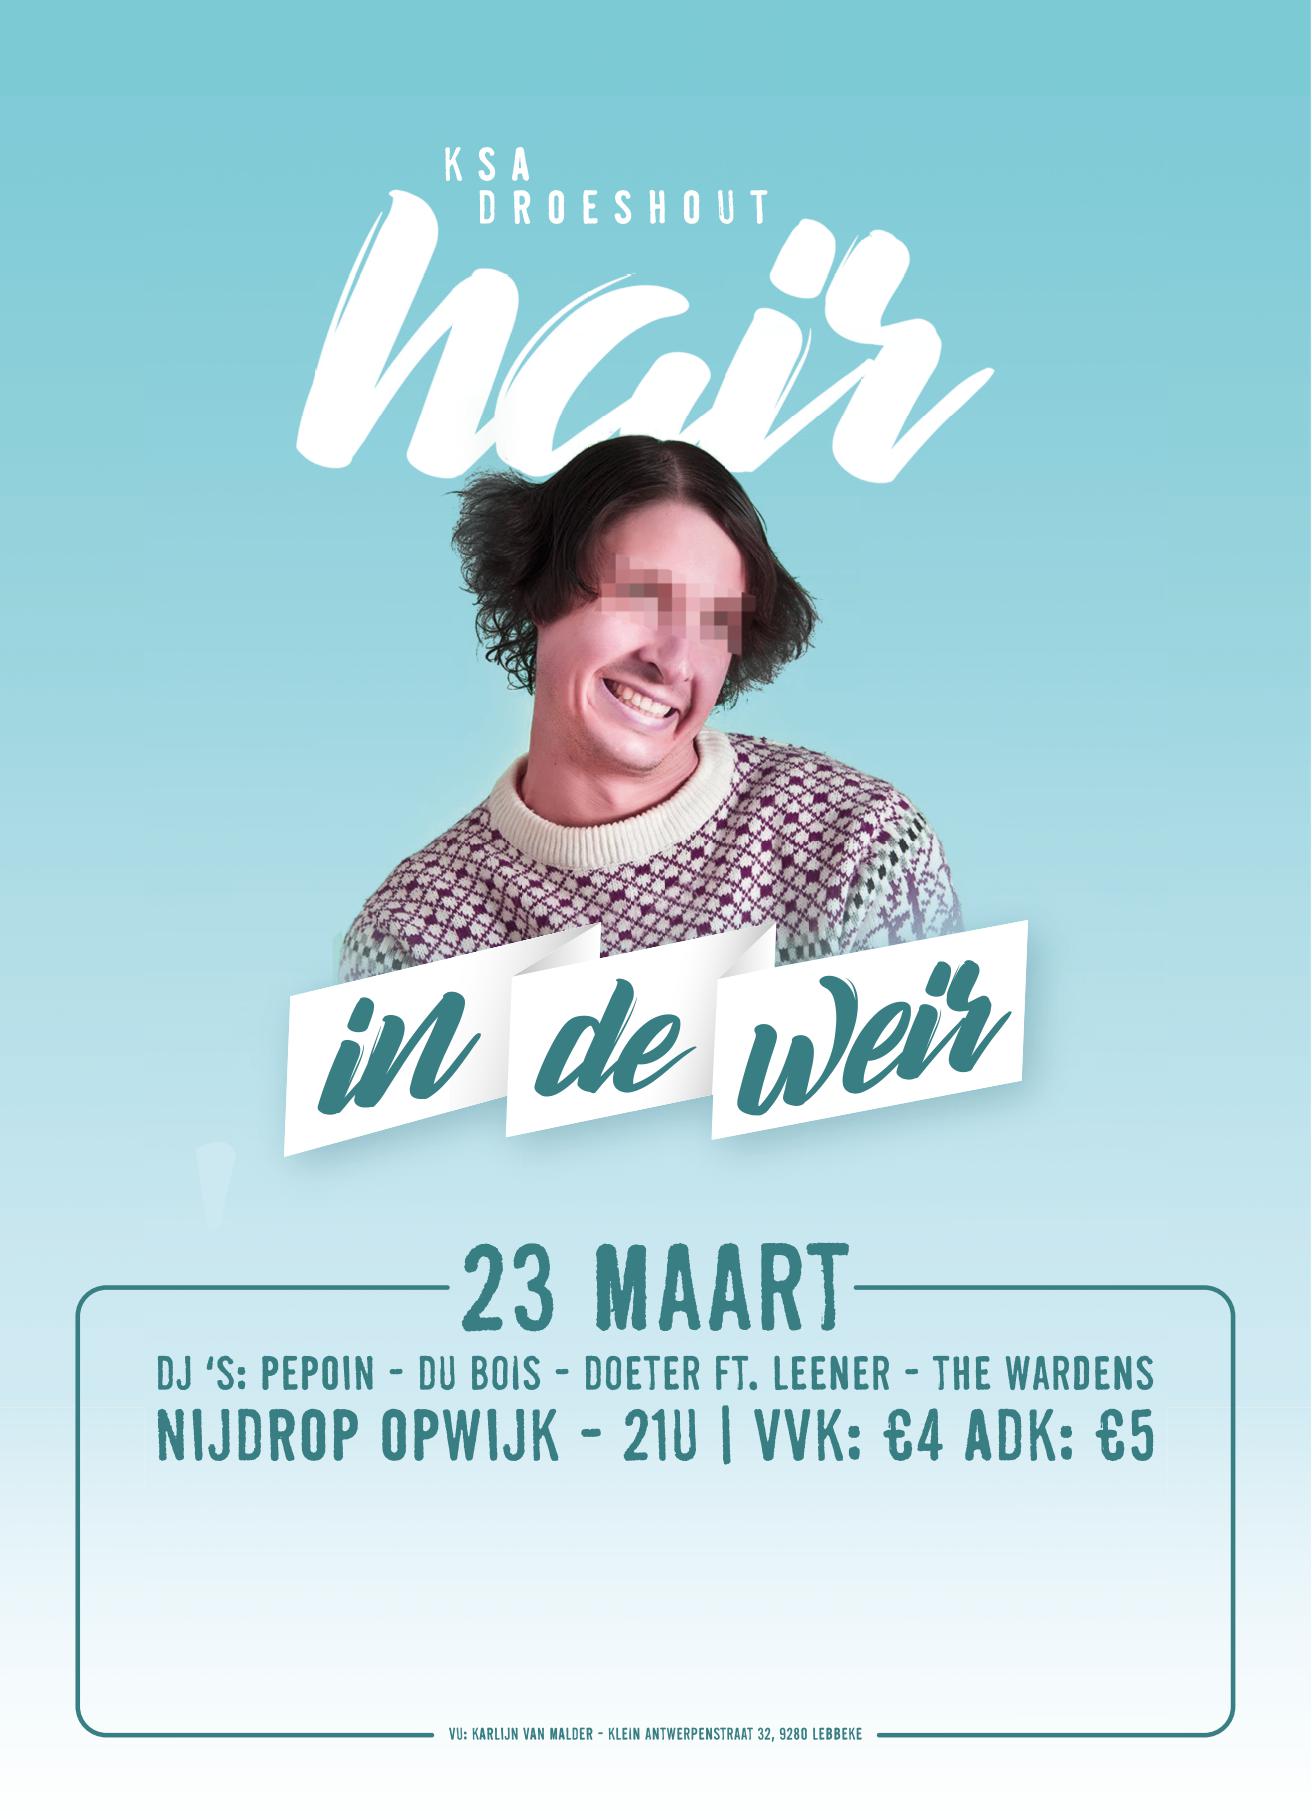 KSA
DROESHOUT
hair
in de weir
23 MAART
DJ 'S: PEPOIN - DU BOIS - DOETER FT. LEENER - THE WARDENS
NIJDROP OPWIJK - 21U | VVK: €4 ADK: €5
VU: KARLIJN VAN MALDER - KLEIN ANTWERPENSTRAAT 32, 9280 LEBBEKE